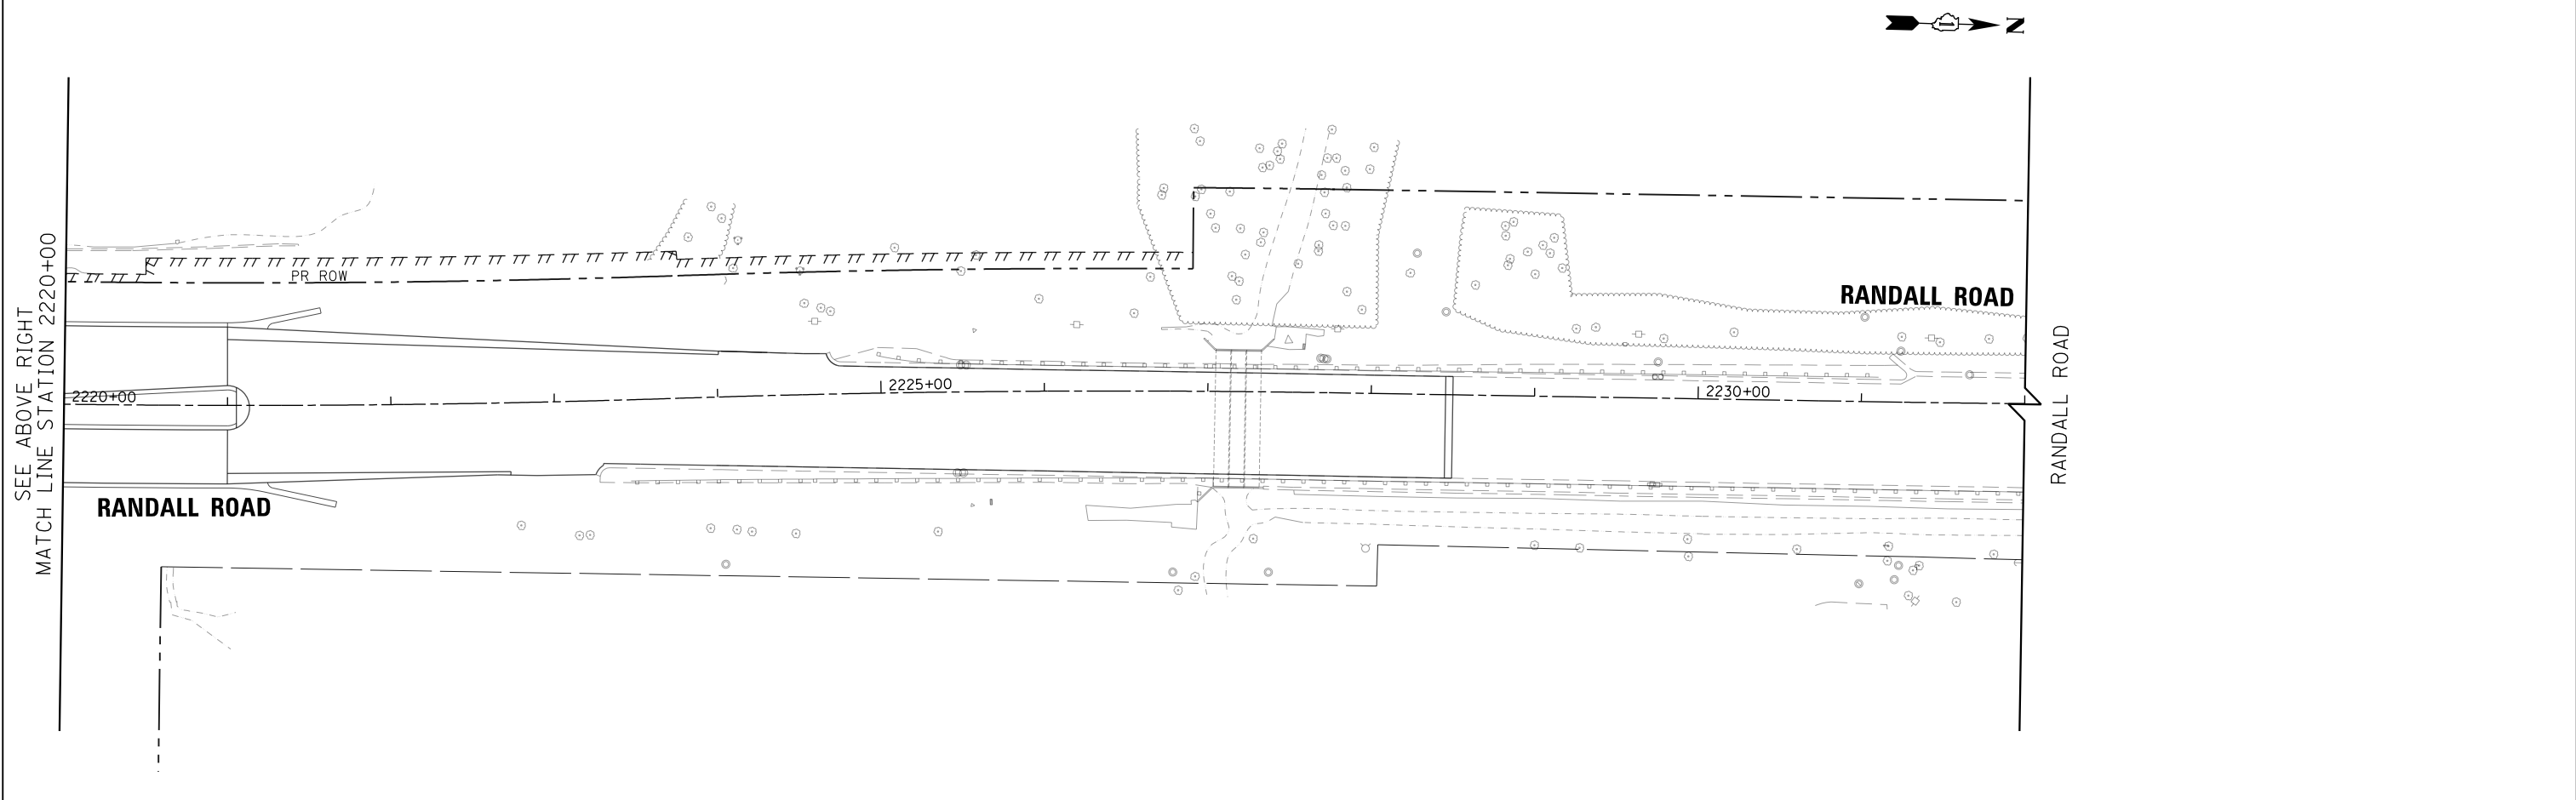 N
SEE ABOVE RIGHT
MATCH LINE STATION 2220+00
PR ROW
RANDALL ROAD
2220+00
2225+00
2230+00
RANDALL ROAD
RANDALL ROAD